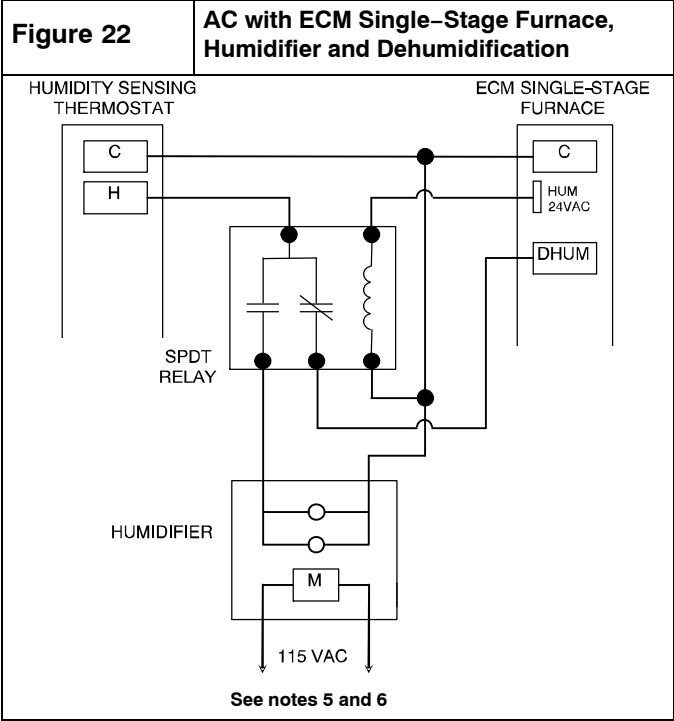 Figure 22
AC with ECM Single−Stage Furnace,
Humidifier and Dehumidification
HUMIDITY SENSING
THERMOSTAT
ECM SINGLE−STAGE
FURNACE
C
C
H
HUM
24VAC
DHUM
SPDT
RELAY
HUMIDIFIER
M
115 VAC
See notes 5 and 6